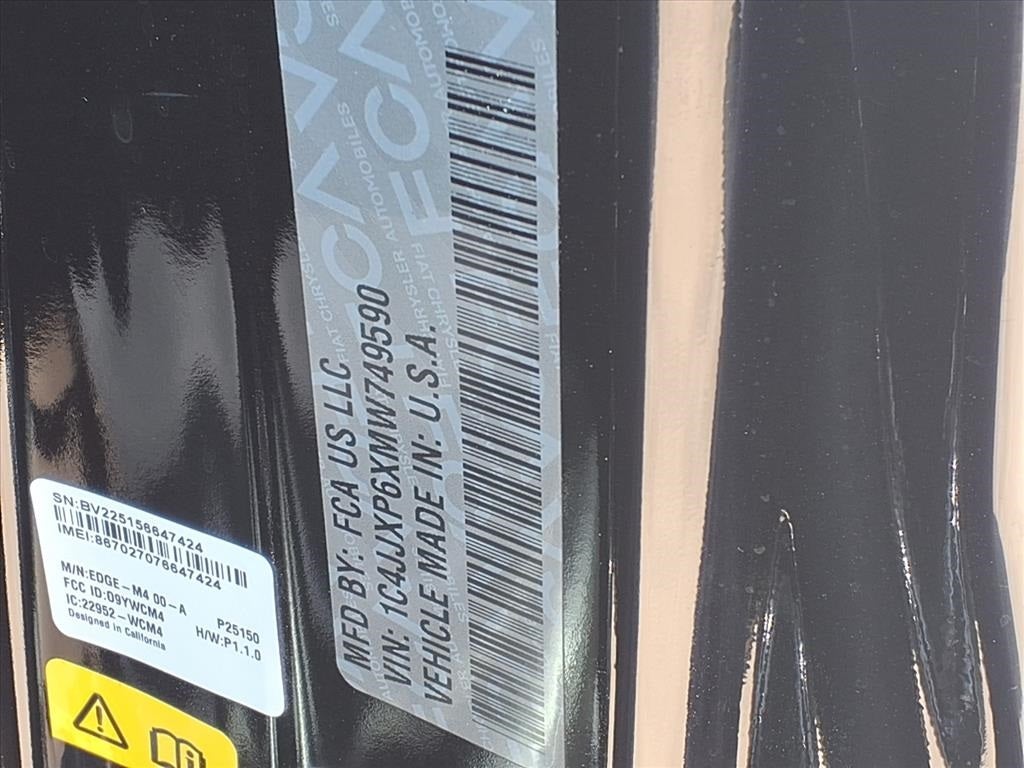 MFD BY: FCA US LLC
VIN: 1C4JJXP6XMW749590
VEHICLE MADE IN: U.S.A.
SN:BV225156647424
IMEI:867027076647424
M/N:EDGE-M4 00-A P25150
FCC ID:O9YWCM4 H/W:P1.1.0
IC:22952-WCM4
Designed in California